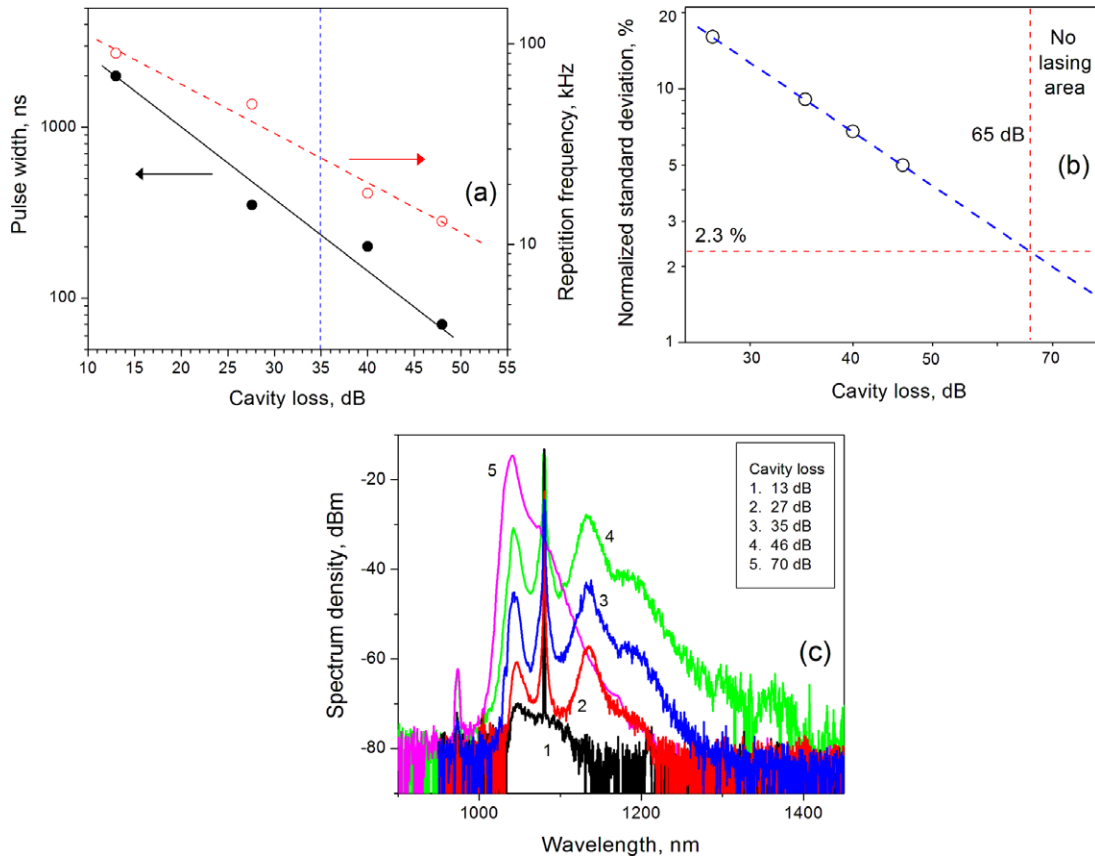 Pulse width, ns
1000
100
10 15 20 25 30 35 40 45 50 55
Cavity loss, dB
100
10
Repetition frequency, kHz
(a)
Normalized standard deviation, %
20
10
5
3
2
1
30 40 50 70
Cavity loss, dB
No
lasing
area
65 dB
2.3 %
(b)
Spectrum density, dBm
-20
-40
-60
-80
1000 1200 1400
Wavelength, nm
5
4
3
2
1
Cavity loss
1. 13 dB
2. 27 dB
3. 35 dB
4. 46 dB
5. 70 dB
(c)